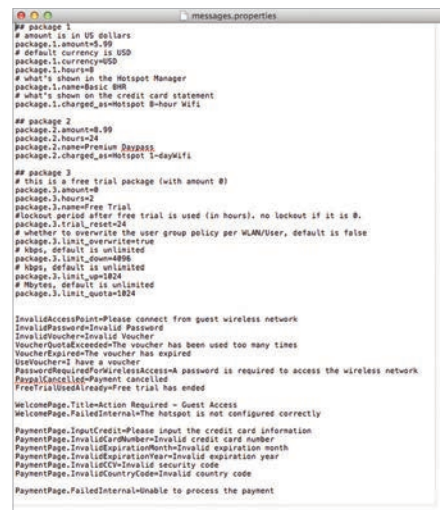 messages.properties
## package 1
# amount is in US dollars
package.1.amount=5.99
# default currency is USD
package.1.currency=USD
package.1.hours=8
# what's shown in the Hotspot Manager
package.1.name=Basic 8HR
# what's shown on the credit card statement
package.1.charged_as=Hotspot 8-hour Wifi
## package 2
package.2.amount=8.99
package.2.hours=24
package.2.name=Premium Daypass
package.2.charged_as=Hotspot 1-dayWifi
## package 3
# this is a free trial package (with amount 0)
package.3.amount=0
package.3.hours=2
package.3.name=Free Trial
#lockout period after free trial is used (in hours). no lockout if it is 0.
package.3.trial_reset=24
# whether to overwrite the user group policy per WLAN/User, default is false
package.3.limit_overwrite=true
# kbps, default is unlimited
package.3.limit_down=4096
# kbps, default is unlimited
package.3.limit_up=1024
# Mbytes, default is unlimited
package.3.limit_quota=1024
InvalidAccessPoint=Please connect from guest wireless network
InvalidPassword=Invalid Password
InvalidVoucher=Invalid Voucher
VoucherQuotaExceeded=The voucher has been used too many times
VoucherExpired=The voucher has expired
UseVoucher=I have a voucher
PasswordRequiredForWirelessAccess=A password is required to access the wireless network
PaypalCancelled=Payment cancelled
FreeTrialUsedAlready=Free trial has ended
WelcomePage.Title=Action Required - Guest Access
WelcomePage.FailedInternal=The hotspot is not configured correctly
PaymentPage.InputCredit=Please input the credit card information
PaymentPage.InvalidCardNumber=Invalid credit card number
PaymentPage.InvalidExpirationMonth=Invalid expiration month
PaymentPage.InvalidExpirationYear=Invalid expiration year
PaymentPage.InvalidCCV=Invalid security code
PaymentPage.InvalidCountryCode=Invalid country code
PaymentPage.FailedInternal=Unable to process the payment